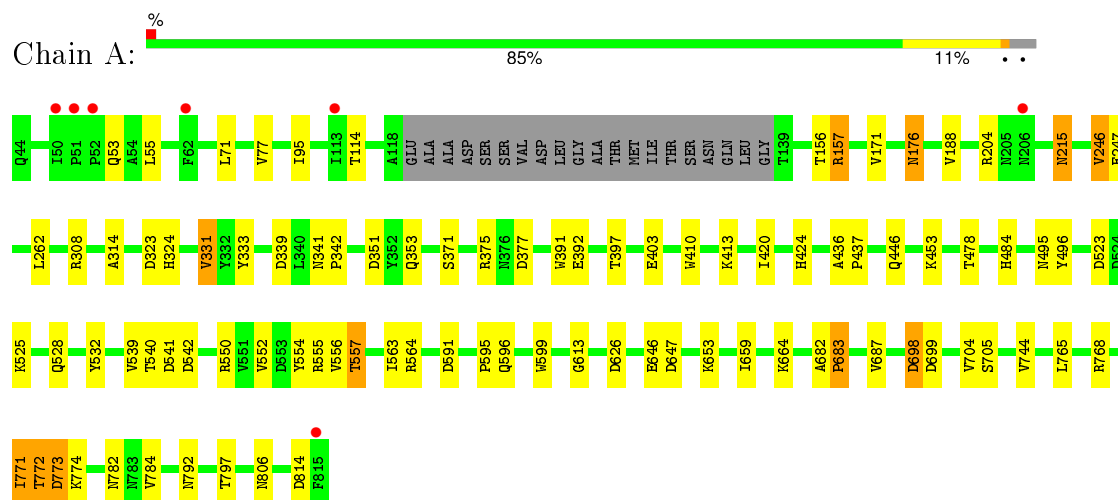 %
Chain A:
85% 11% • •
Q44 I50 P51 P52 Q53 A54 L55 F62 L71 V77 I95 I113 T114 A118 GLU ALA ALA ASP SER SER VAL ASP LEU GLY ALA THR MET ILE THR SER ASN GLN LEU GLY T139 T156 R157 V171 N176 V188 R204 N205 N206 N215 V246
L262 R308 A314 D323 H324 V331 Y332 Y333 D339 L340 N341 P342 D351 Y352 Q353 S371 R375 N376 D377 W391 E392 T397 E403 W410 K413 I420 H424 A436 P437 Q446 K453 T478 H484 N495 Y496 D523 D524
K525 Q528 Y532 V539 T540 D541 D542 R550 V551 V552 D553 Y554 R555 V556 T557 I563 R564 D591 P595 Q596 W599 G613 D626 E646 D647 K653 I659 K664 A682 P683 V687 D698 D699 V704 S705 V744 L765 R768
I771 T772 D773 K774 N782 N783 V784 N792 T797 N806 D814 F815